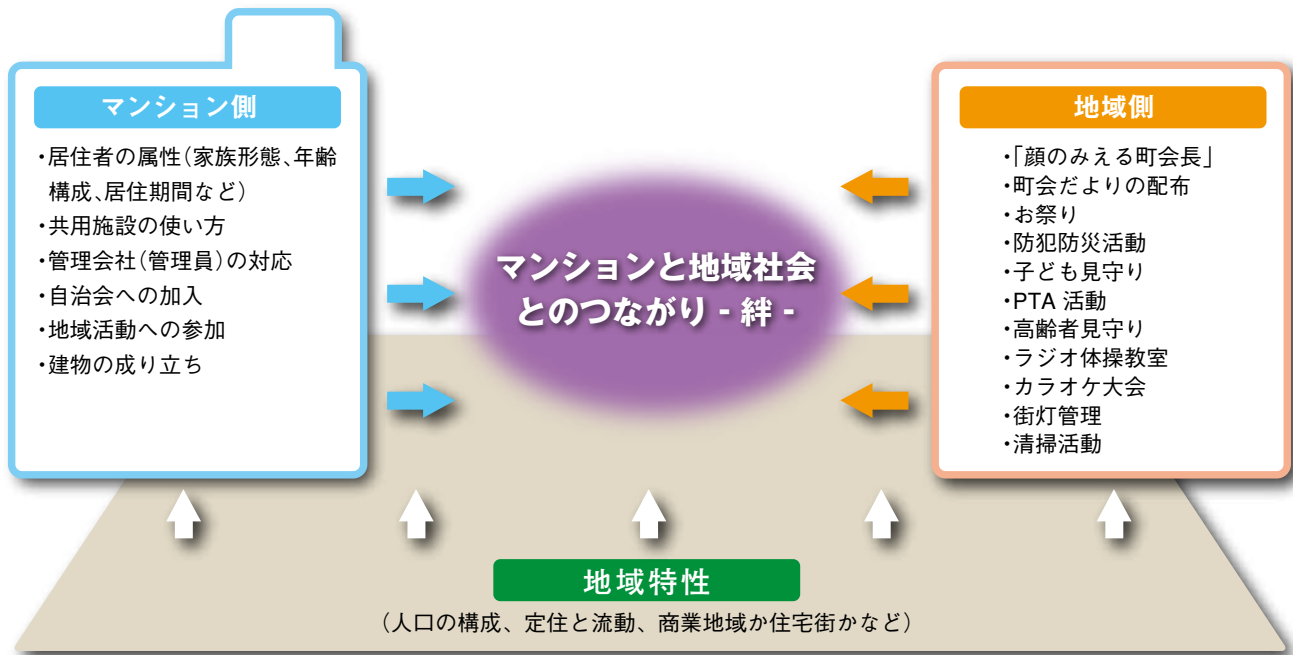 マンション側
・居住者の属性（家族形態、年齢
構成、居住期間など）
・共用施設の使い方
・管理会社（管理員）の対応
・自治会への加入
・地域活動への参加
・建物の成り立ち
マンションと地域社会
とのつながり - 絆 -
地域側
・「顔のみえる町会長」
・町会だよりの配布
・お祭り
・防犯防災活動
・子ども見守り
・PTA 活動
・高齢者見守り
・ラジオ体操教室
・カラオケ大会
・街灯管理
・清掃活動
地域特性
（人口の構成、定住と流動、商業地域か住宅街かなど）